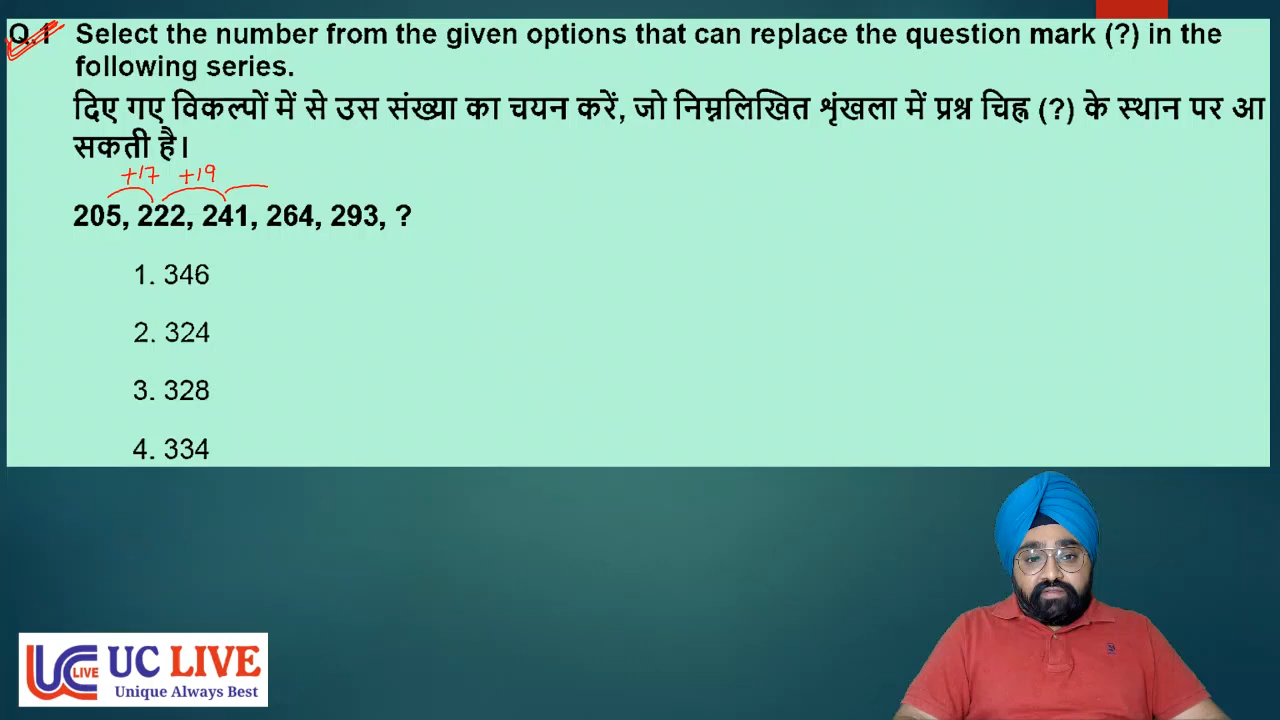 Q.1 Select the number from the given options that can replace the question mark (?) in the
following series.
दिए गए विकल्पों में से उस संख्या का चयन करें, जो निम्नलिखित शृंखला में प्रश्न चिह्न (?) के स्थान पर आ
सकती है।
+17 +19
205, 222, 241, 264, 293, ?
1. 346
2. 324
3. 328
4. 334
UC LIVE UC LIVE
Unique Always Best